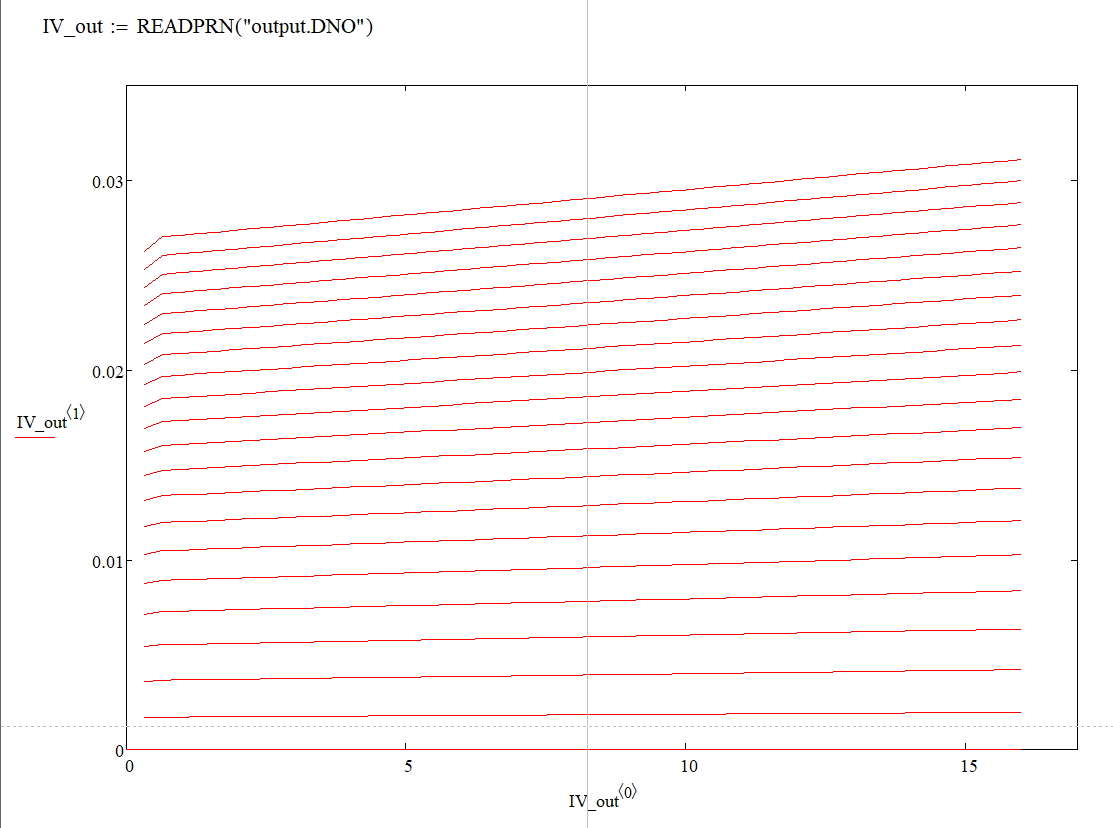 IV_out := READPRN("output.DNO")
0.03
0.02
IV_out⟨1⟩
0.01
0
0 5 10 15
IV_out⟨0⟩